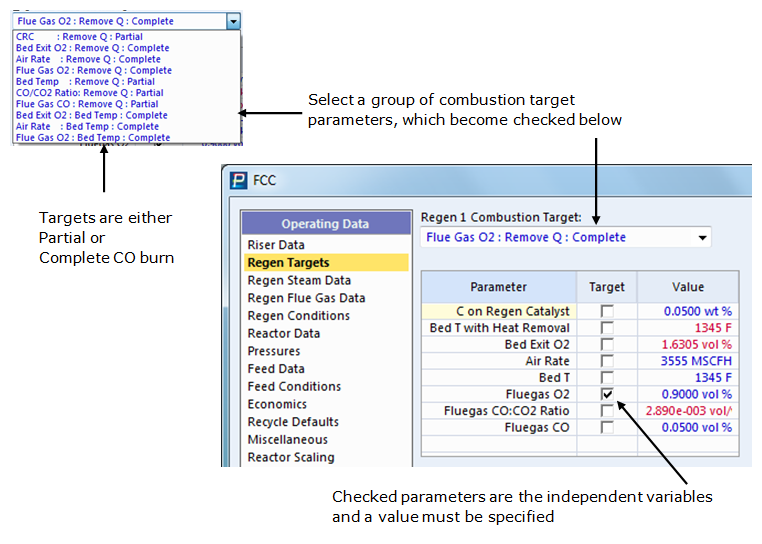 Flue Gas O2 : Remove Q : Complete
CRC : Remove Q : Partial
Bed Exit O2 : Remove Q : Complete
Air Rate : Remove Q : Complete
Flue Gas O2 : Remove Q : Complete
Bed Temp : Remove Q : Partial
CO/CO2 Ratio: Remove Q : Partial
Flue Gas CO : Remove Q : Partial
Bed Exit O2 : Bed Temp : Complete
Air Rate : Bed Temp : Complete
Flue Gas O2 : Bed Temp : Complete
Select a group of combustion target
parameters, which become checked below
Targets are either
Partial or
Complete CO burn
FCC
Operating Data
Riser Data
Regen Targets
Regen Steam Data
Regen Flue Gas Data
Regen Conditions
Reactor Data
Pressures
Feed Data
Feed Conditions
Economics
Recycle Defaults
Miscellaneous
Reactor Scaling
Regen 1 Combustion Target:
Flue Gas O2 : Remove Q : Complete
Parameter Target Value
C on Regen Catalyst 0.0500 wt %
Bed T with Heat Removal 1345 F
Bed Exit O2 1.6305 vol %
Air Rate 3555 MSCFH
Bed T 1345 F
Fluegas O2 0.9000 vol %
Fluegas CO:CO2 Ratio 2.890e-003 vol/
Fluegas CO 0.0500 vol %
Checked parameters are the independent variables
and a value must be specified